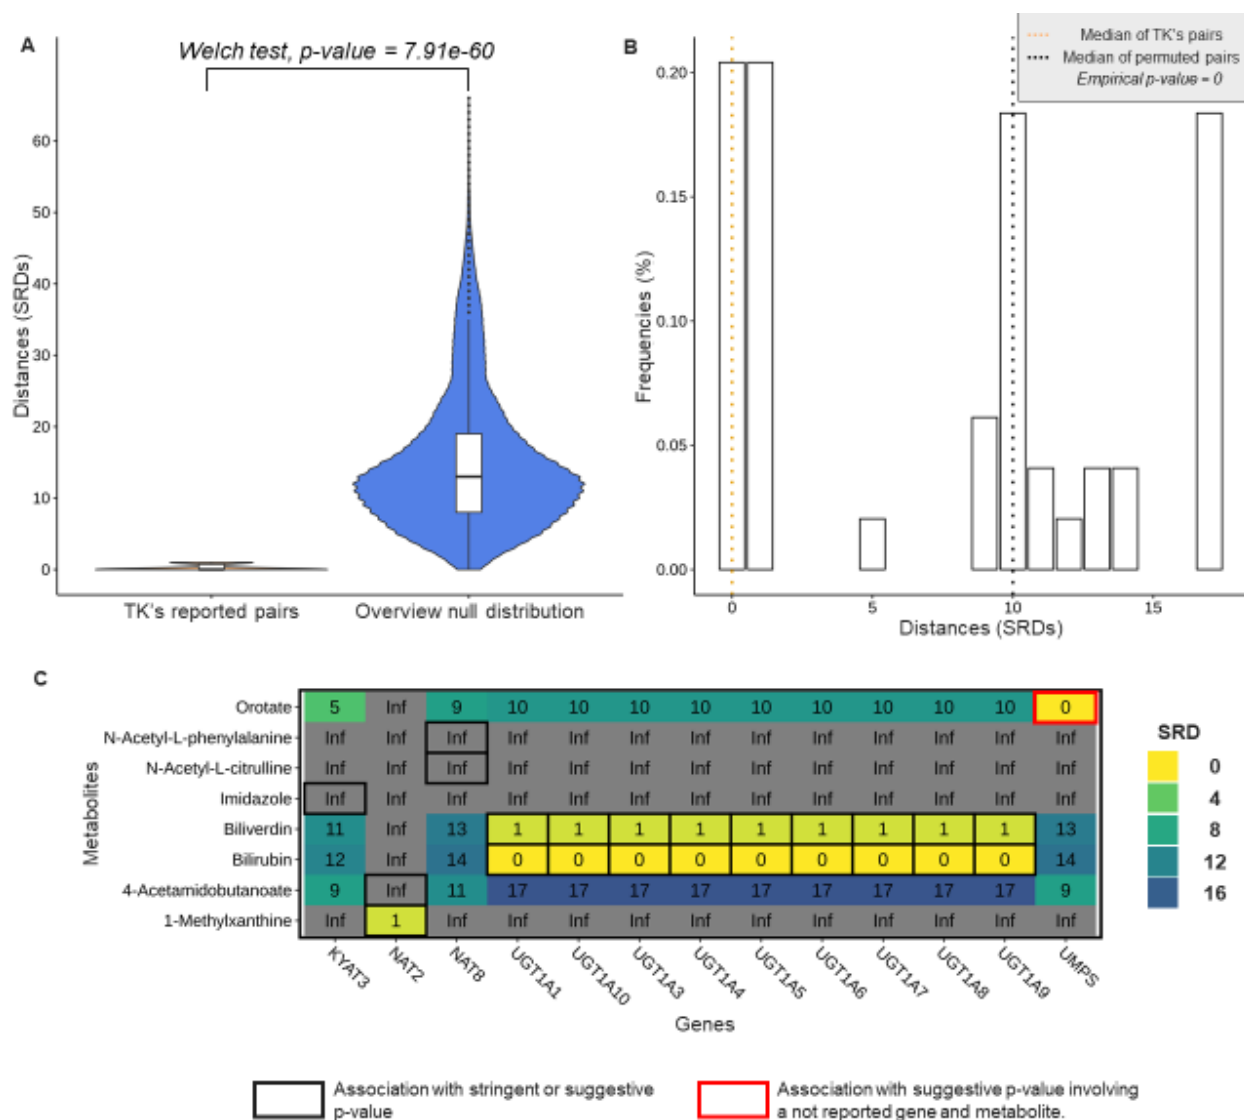 A
Welch test, p-value = 7.91e-60
Distances (SRDs)
60
50
40
30
20
10
0
TK's reported pairs
Overview null distribution
B
Median of TK's pairs
Median of permuted pairs
Empirical p-value = 0
Frequencies (%)
0.20
0.15
0.10
0.05
0.00
0 5 10 15
Distances (SRDs)
C
Metabolites
Orotate 5 Inf 9 10 10 10 10 10 10 10 10 10 0
N-Acetyl-L-phenylalanine Inf Inf Inf Inf Inf Inf Inf Inf Inf Inf Inf Inf Inf
N-Acetyl-L-citrulline Inf Inf Inf Inf Inf Inf Inf Inf Inf Inf Inf Inf Inf
Imidazole Inf Inf Inf Inf Inf Inf Inf Inf Inf Inf Inf Inf Inf
Biliverdin 11 Inf 13 1 1 1 1 1 1 1 1 1 13
Bilirubin 12 Inf 14 0 0 0 0 0 0 0 0 0 14
4-Acetamidobutanoate 9 Inf 11 17 17 17 17 17 17 17 17 17 9
1-Methylxanthine Inf 1 Inf Inf Inf Inf Inf Inf Inf Inf Inf Inf Inf
KYAT3 NAT2 NAT8 UGT1A1 UGT1A10 UGT1A3 UGT1A4 UGT1A5 UGT1A6 UGT1A7 UGT1A8 UGT1A9 UMPS
Genes
SRD
0
4
8
12
16
Association with stringent or suggestive
p-value
Association with suggestive p-value involving
a not reported gene and metabolite.